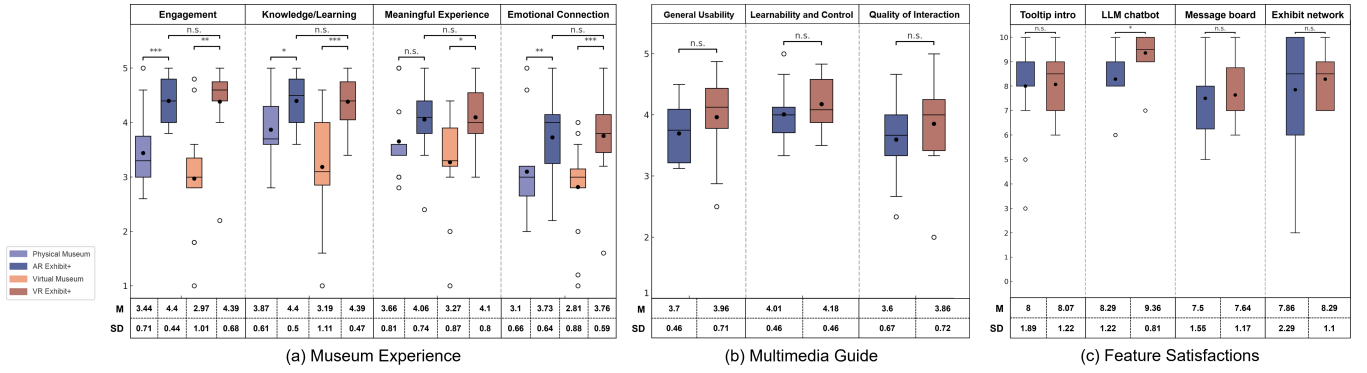 Engagement
Knowledge/Learning
Meaningful Experience
Emotional Connection
n.s.
n.s.
n.s.
n.s.
***
**
*
***
n.s.
*
**
***
5
4
3
2
1
Physical Museum
AR Exhibit+
Virtual Museum
VR Exhibit+
M 3.44 4.4 2.97 4.39 3.87 4.4 3.19 4.39 3.66 4.06 3.27 4.1 3.1 3.73 2.81 3.76
SD 0.71 0.44 1.01 0.68 0.61 0.5 1.11 0.47 0.81 0.74 0.87 0.8 0.66 0.64 0.88 0.59
(a) Museum Experience
General Usability
Learnability and Control
Quality of Interaction
n.s.
n.s.
n.s.
5
4
3
2
1
M 3.7 3.96 4.01 4.18 3.6 3.86
SD 0.46 0.71 0.46 0.46 0.67 0.72
(b) Multimedia Guide
Tooltip intro
LLM chatbot
Message board
Exhibit network
n.s.
*
n.s.
n.s.
10
9
8
7
6
5
4
3
2
1
0
M 8 8.07 8.29 9.36 7.5 7.64 7.86 8.29
SD 1.89 1.22 1.22 0.81 1.55 1.17 2.29 1.1
(c) Feature Satisfactions